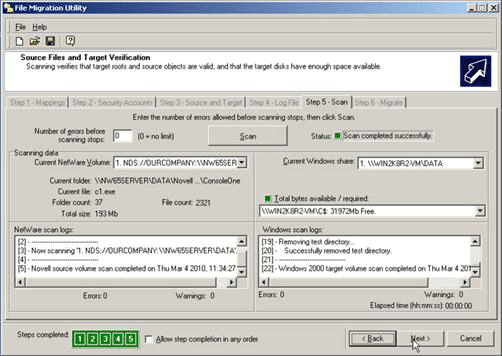 File Migration Utility
File Help
Source Files and Target Verification
Scanning verifies that target roots and source objects are valid, and that the target disks have enough space available.
Step 1 - Mappings
Step 2 - Security Accounts
Step 3 - Source and Target
Step 4 - Log File
Step 5 - Scan
Step 6 - Migrate
Enter the number of errors allowed before scanning stops, then click Scan.
Number of errors before scanning stops:
0
(0 = no limit)
Scan
Status:
Scan completed successfully.
Scanning data
Current NetWare Volume:
1. NDS://OURCOMPANY:\\NW65SER
Current folder: \\NW65SERVER\DATA\Novell ...\ConsoleOne
Current file: c1.exe
Folder count: 37
File count: 2321
Total size: 193 Mb
Current Windows share:
1. \\WIN2K8R2-VM\DATA
Total bytes available / required:
\\WIN2K8R2-VM\C$: 31972Mb Free.
NetWare scan logs:
[2] - --------------------------------
[3] - Now scanning "1. NDS://OURCOMPANY:\\NW65SERVER\DATA".
[4] - --------------------------------
[5] - Novell source volume scan completed on Thu Mar 4 2010, 11:34:27
Errors: 0
Warnings: 0
Windows scan logs:
[19] - Removing test directory...
[20] - Successfully removed test directory.
[21] - --------------------------------
[22] - Windows 2000 target volume scan completed on Thu Mar 4 201
Errors: 0
Warnings: 0
Elapsed time (hh:mm:ss): 00:00:00
Steps completed:
1 2 3 4 5
Allow step completion in any order
< Back
Next >
Cancel